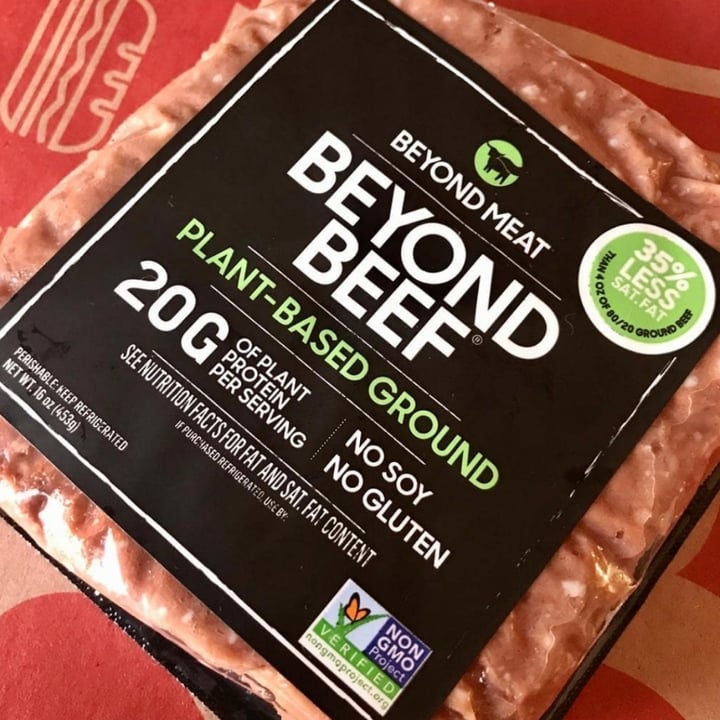 BEYOND MEAT
BEYOND
BEEF®
PLANT-BASED GROUND
35%
LESS
SAT. FAT
THAN 4 OZ OF 80/20 GROUND BEEF
20G
OF PLANT
PROTEIN
PER SERVING
NO SOY
NO GLUTEN
SEE NUTRITION FACTS FOR FAT AND SAT. FAT CONTENT
IF PURCHASED REFRIGERATED, USE BY:
PERISHABLE: KEEP REFRIGERATED
NET WT. 16 oz (453g)
NON
GMO
Project
VERIFIED
nongmoproject.org